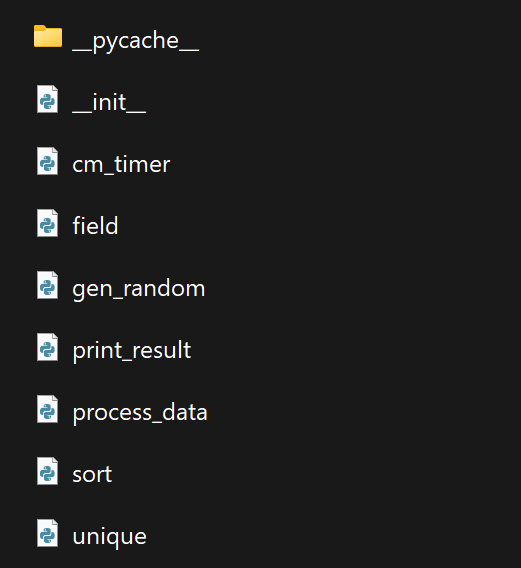 __pycache__
__init__
cm_timer
field
gen_random
print_result
process_data
sort
unique